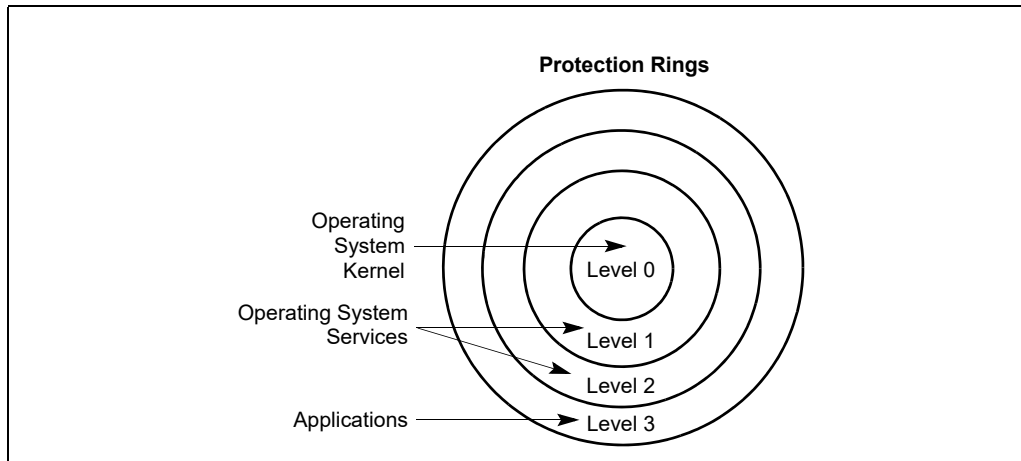 Protection Rings
Operating
System
Kernel
Level 0
Operating System
Services
Level 1
Level 2
Applications
Level 3